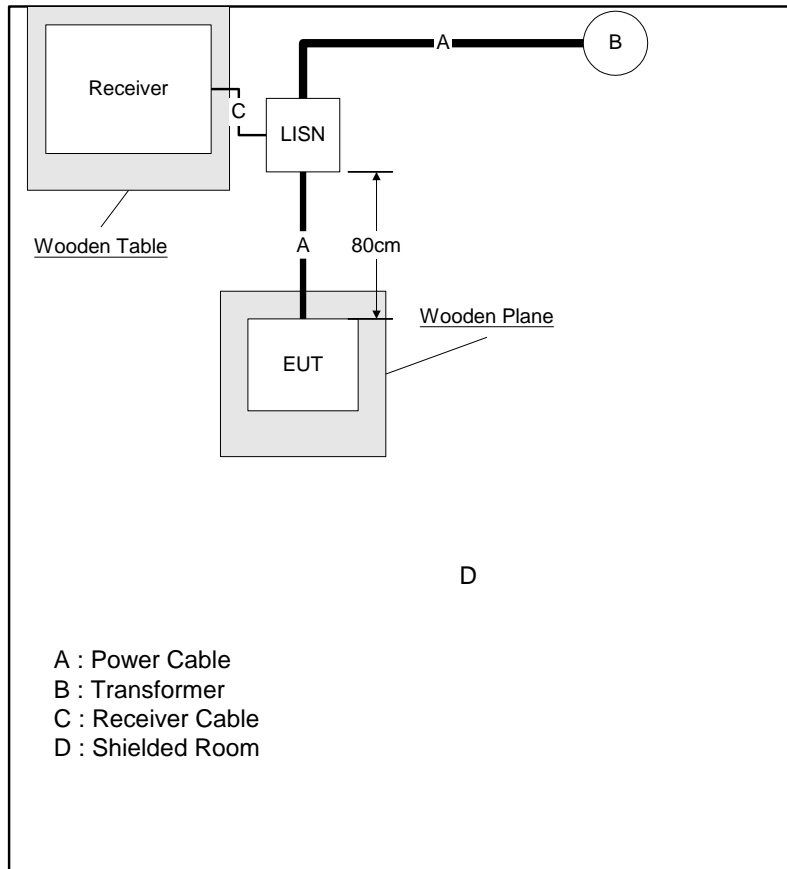 A
B
Receiver
C
LISN
Wooden Table
A
80cm
Wooden Plane
EUT
D
A : Power Cable
B : Transformer
C : Receiver Cable
D : Shielded Room